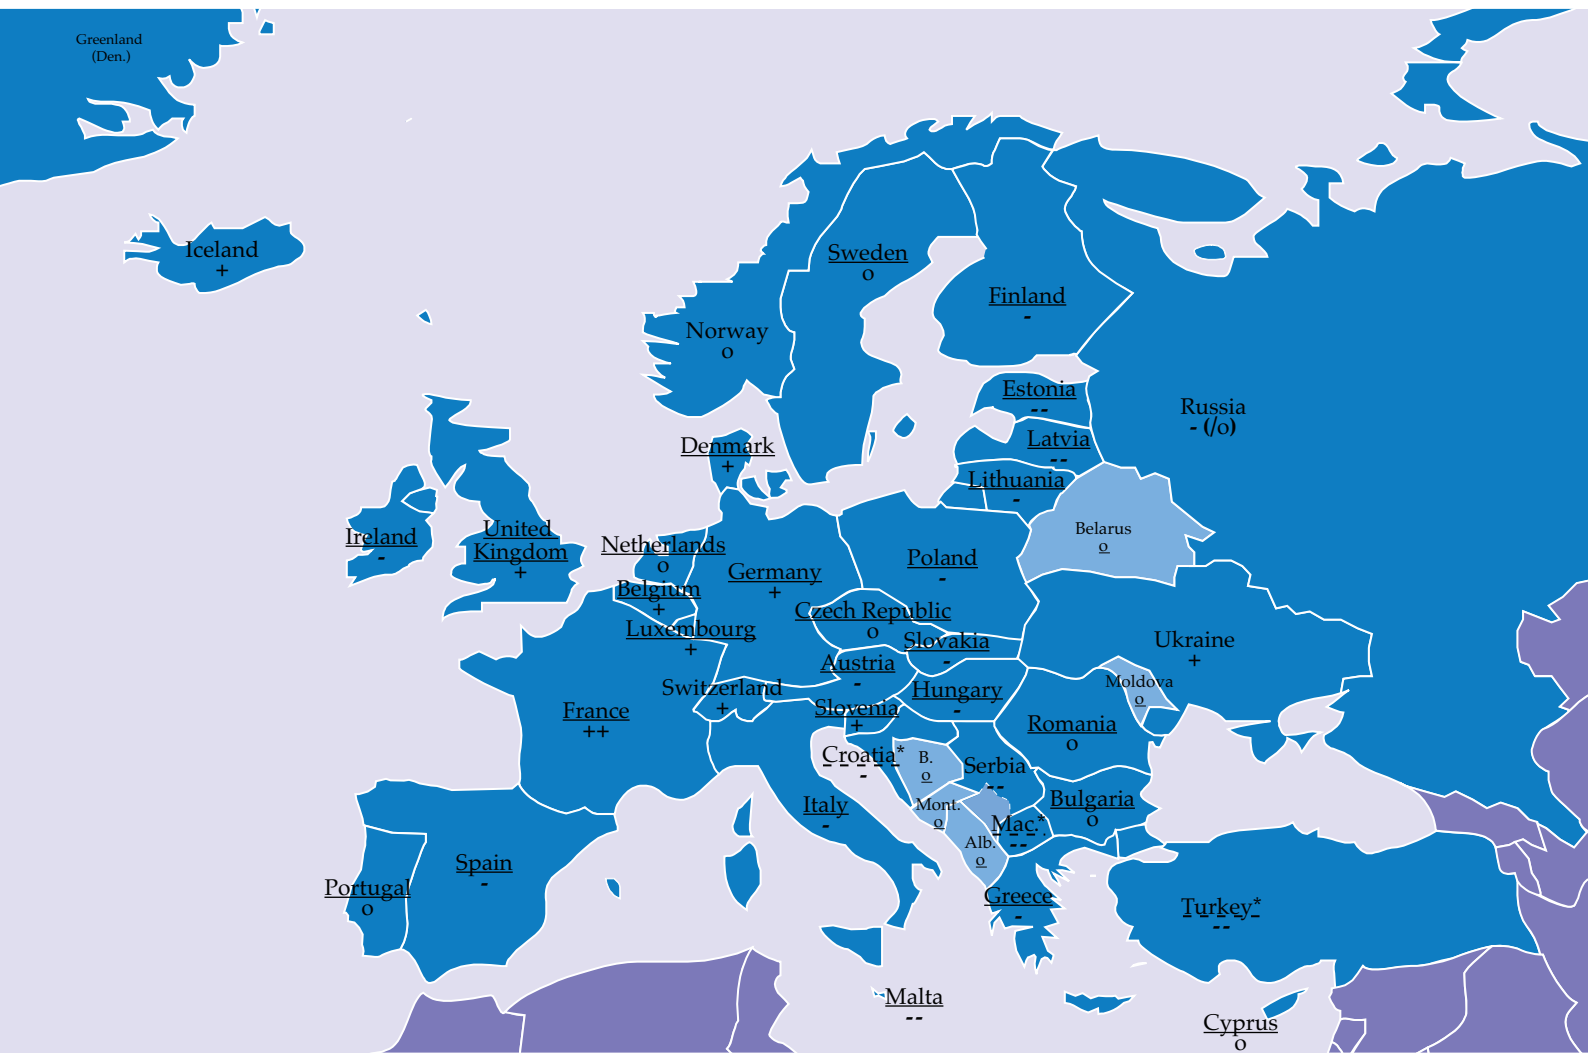 Greenland
(Den.)
Iceland
+
Sweden
o
Finland
-
Norway
o
Estonia
--
Russia
- (/o)
Denmark
+
Latvia
--
Lithuania
-
Ireland
-
United
Kingdom
+
Belarus
o
Netherlands
o
Poland
-
Germany
+
Belgium
+
Czech Republic
o
Luxembourg
+
Slovakia
-
Ukraine
+
Austria
-
Switzerland
+
Hungary
-
Moldova
o
France
++
Slovenia
+
Romania
o
Croatia*
-
B.
o
Serbia
--
Italy
-
Mont.
o
Bulgaria
o
Mac.*
--
Alb.
o
Spain
-
Portugal
o
Greece
-
Turkey*
--
Malta
--
Cyprus
o